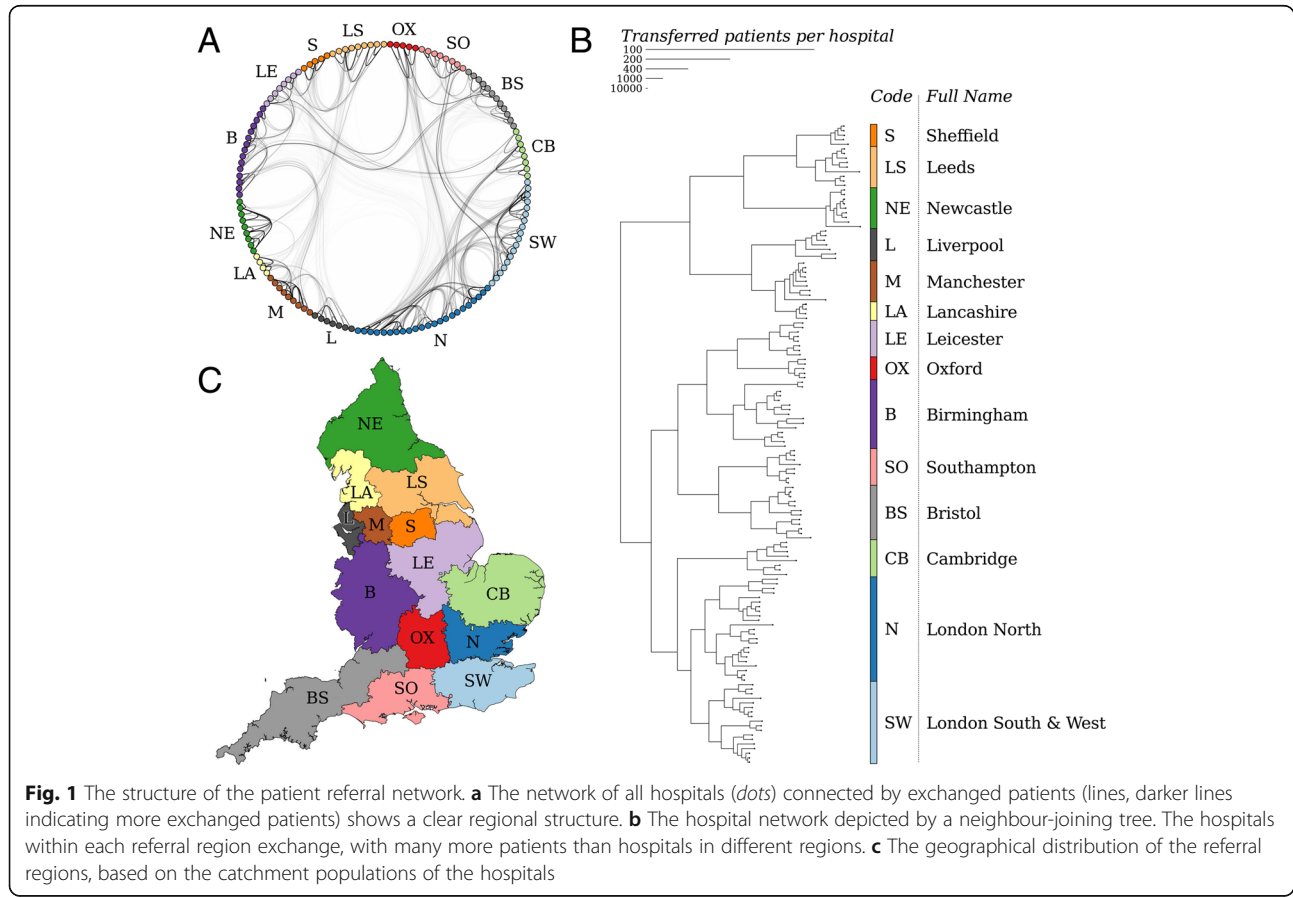 A
OX
SO
BS
CB
SW
N
L
M
LA
NE
B
LE
S
LS
B
Transferred patients per hospital
100
200
400
1000
10000
Code Full Name
S Sheffield
LS Leeds
NE Newcastle
L Liverpool
M Manchester
LA Lancashire
LE Leicester
OX Oxford
B Birmingham
SO Southampton
BS Bristol
CB Cambridge
N London North
SW London South & West
C
NE
LA
LS
L
M
S
LE
B
CB
OX
N
BS
SO
SW
Fig. 1 The structure of the patient referral network. a The network of all hospitals (dots) connected by exchanged patients (lines, darker lines
indicating more exchanged patients) shows a clear regional structure. b The hospital network depicted by a neighbour-joining tree. The hospitals
within each referral region exchange, with many more patients than hospitals in different regions. c The geographical distribution of the referral
regions, based on the catchment populations of the hospitals